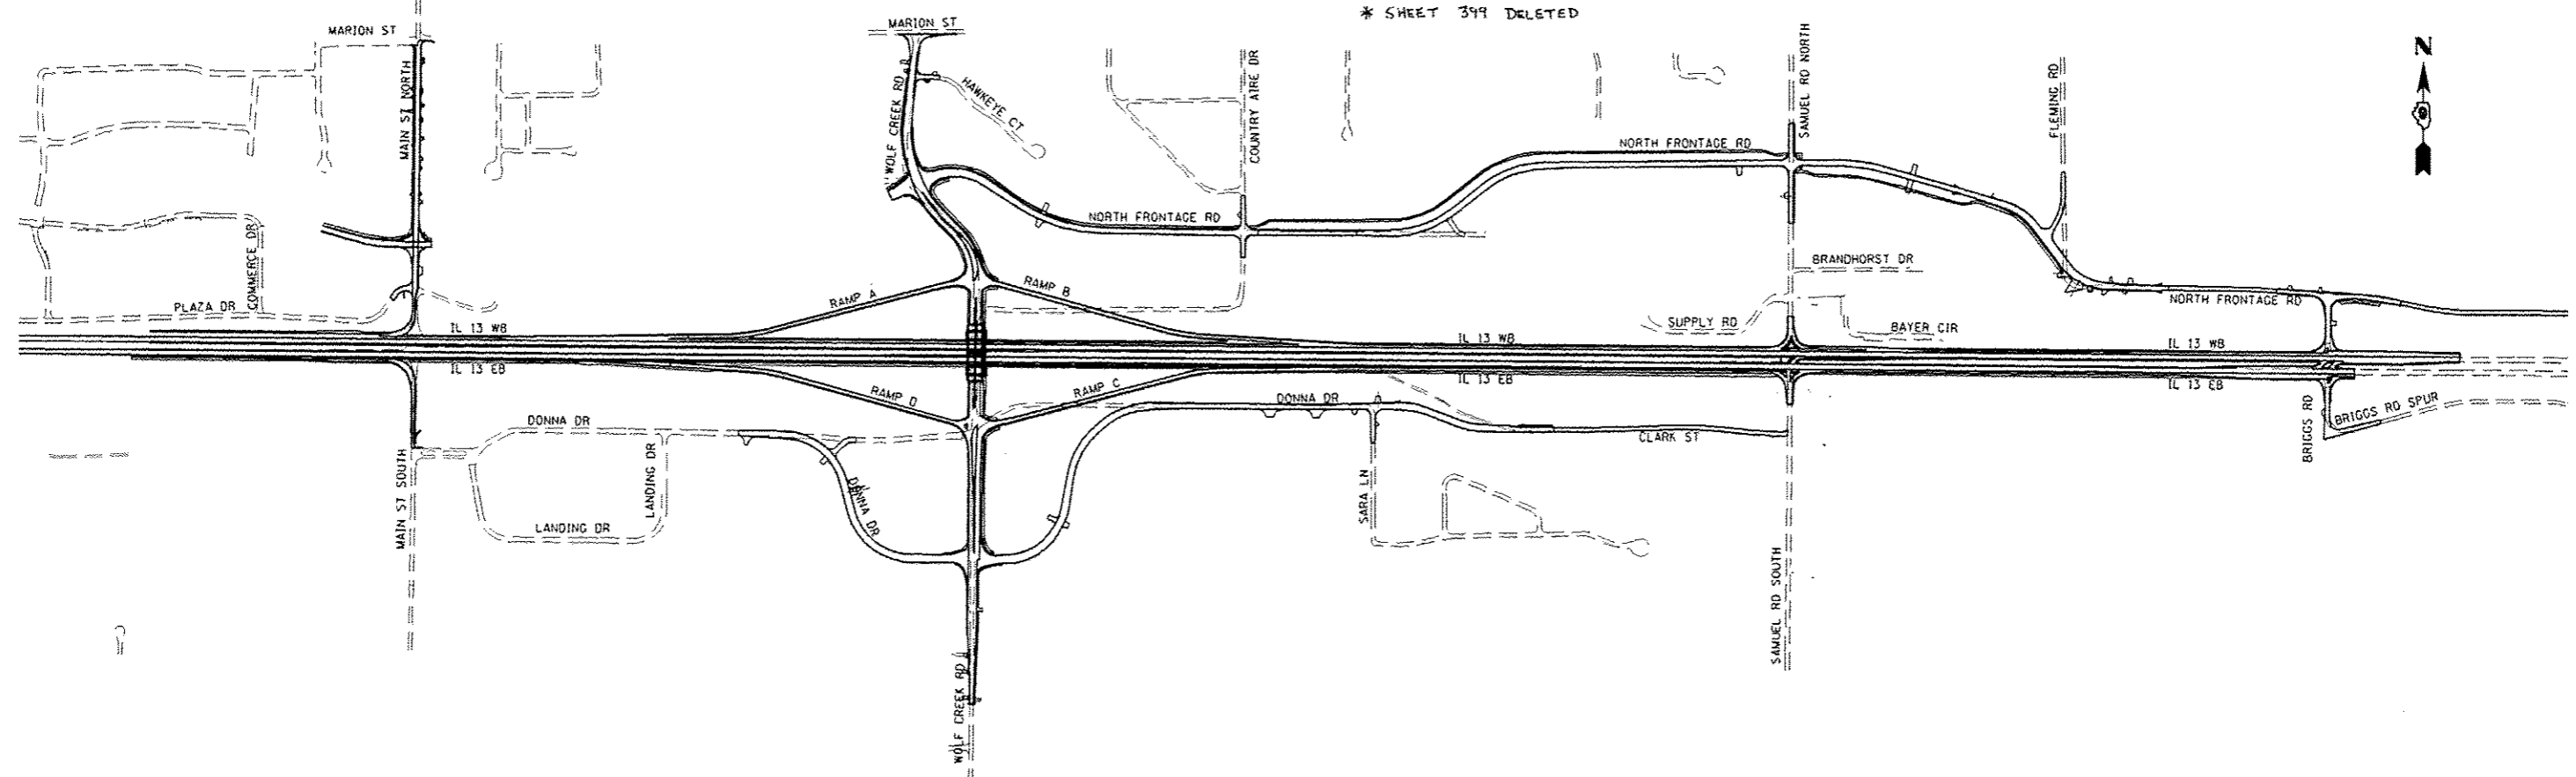 * SHEET 399 DELETED
MARION ST
MARION ST
N
MAIN ST NORTH
WOLF CREEK RD
HAWKEYE CT
COUNTRY AIRE DR
SAMUEL RD NORTH
FLEMING RD
NORTH FRONTAGE RD
NORTH FRONTAGE RD
COMMERCE DR
BRANDHORST DR
PLAZA DR
RAMP A
RAMP B
NORTH FRONTAGE RD
SUPPLY RD
BAYER CIR
IL 13 WB
IL 13 WB
IL 13 WB
IL 13 EB
IL 13 EB
IL 13 EB
RAMP D
RAMP C
DONNA DR
DONNA DR
LANDING DR
CLARK ST
BRIGGS RD
BRIGGS RD SPUR
MAIN ST SOUTH
DONNA DR
SARA LN
LANDING DR
SAMUEL RD SOUTH
WOLF CREEK RD